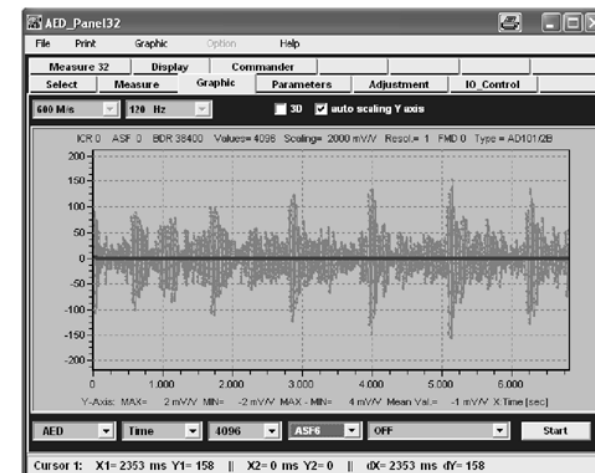 AED_Panel32
File Print Graphic Option Help
Measure 32 Display Commander
Select Measure Graphic Parameters Adjustment IO_Control
600 M/s 120 Hz 3D auto scaling Y axis
ICR 0 ASF 0 BDR 38400 Values= 4096 Scaling= 2000 mV/V Resol.= 1 FMD 0 Type = AD101/2B
200
150
100
50
0
-50
-100
-150
-200
0 1.000 2.000 3.000 4.000 5.000 6.000
Y-Axis: MAX= 2 mV/V MIN= -2 mV/V MAX - MIN= 4 mV/V Mean Val.= -1 mV/V X:Time [sec]
AED Time 4096 ASF6 OFF Start
Cursor 1: X1= 2353 ms Y1= 158 || X2= 0 ms Y2= 0 || dX= 2353 ms dY= 158